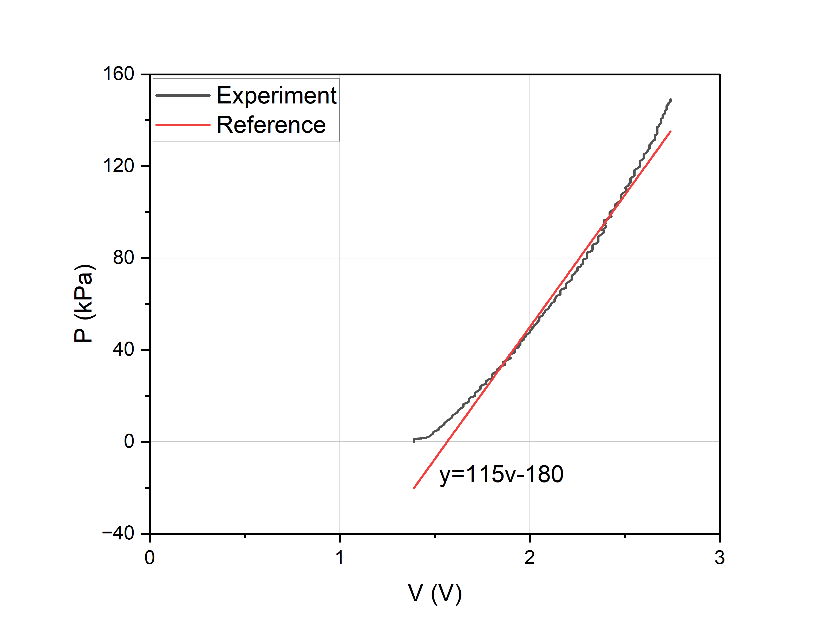 160
120
80
40
0
−40
P (kPa)
Experiment
Reference
y=115v-180
0
1
2
3
V (V)